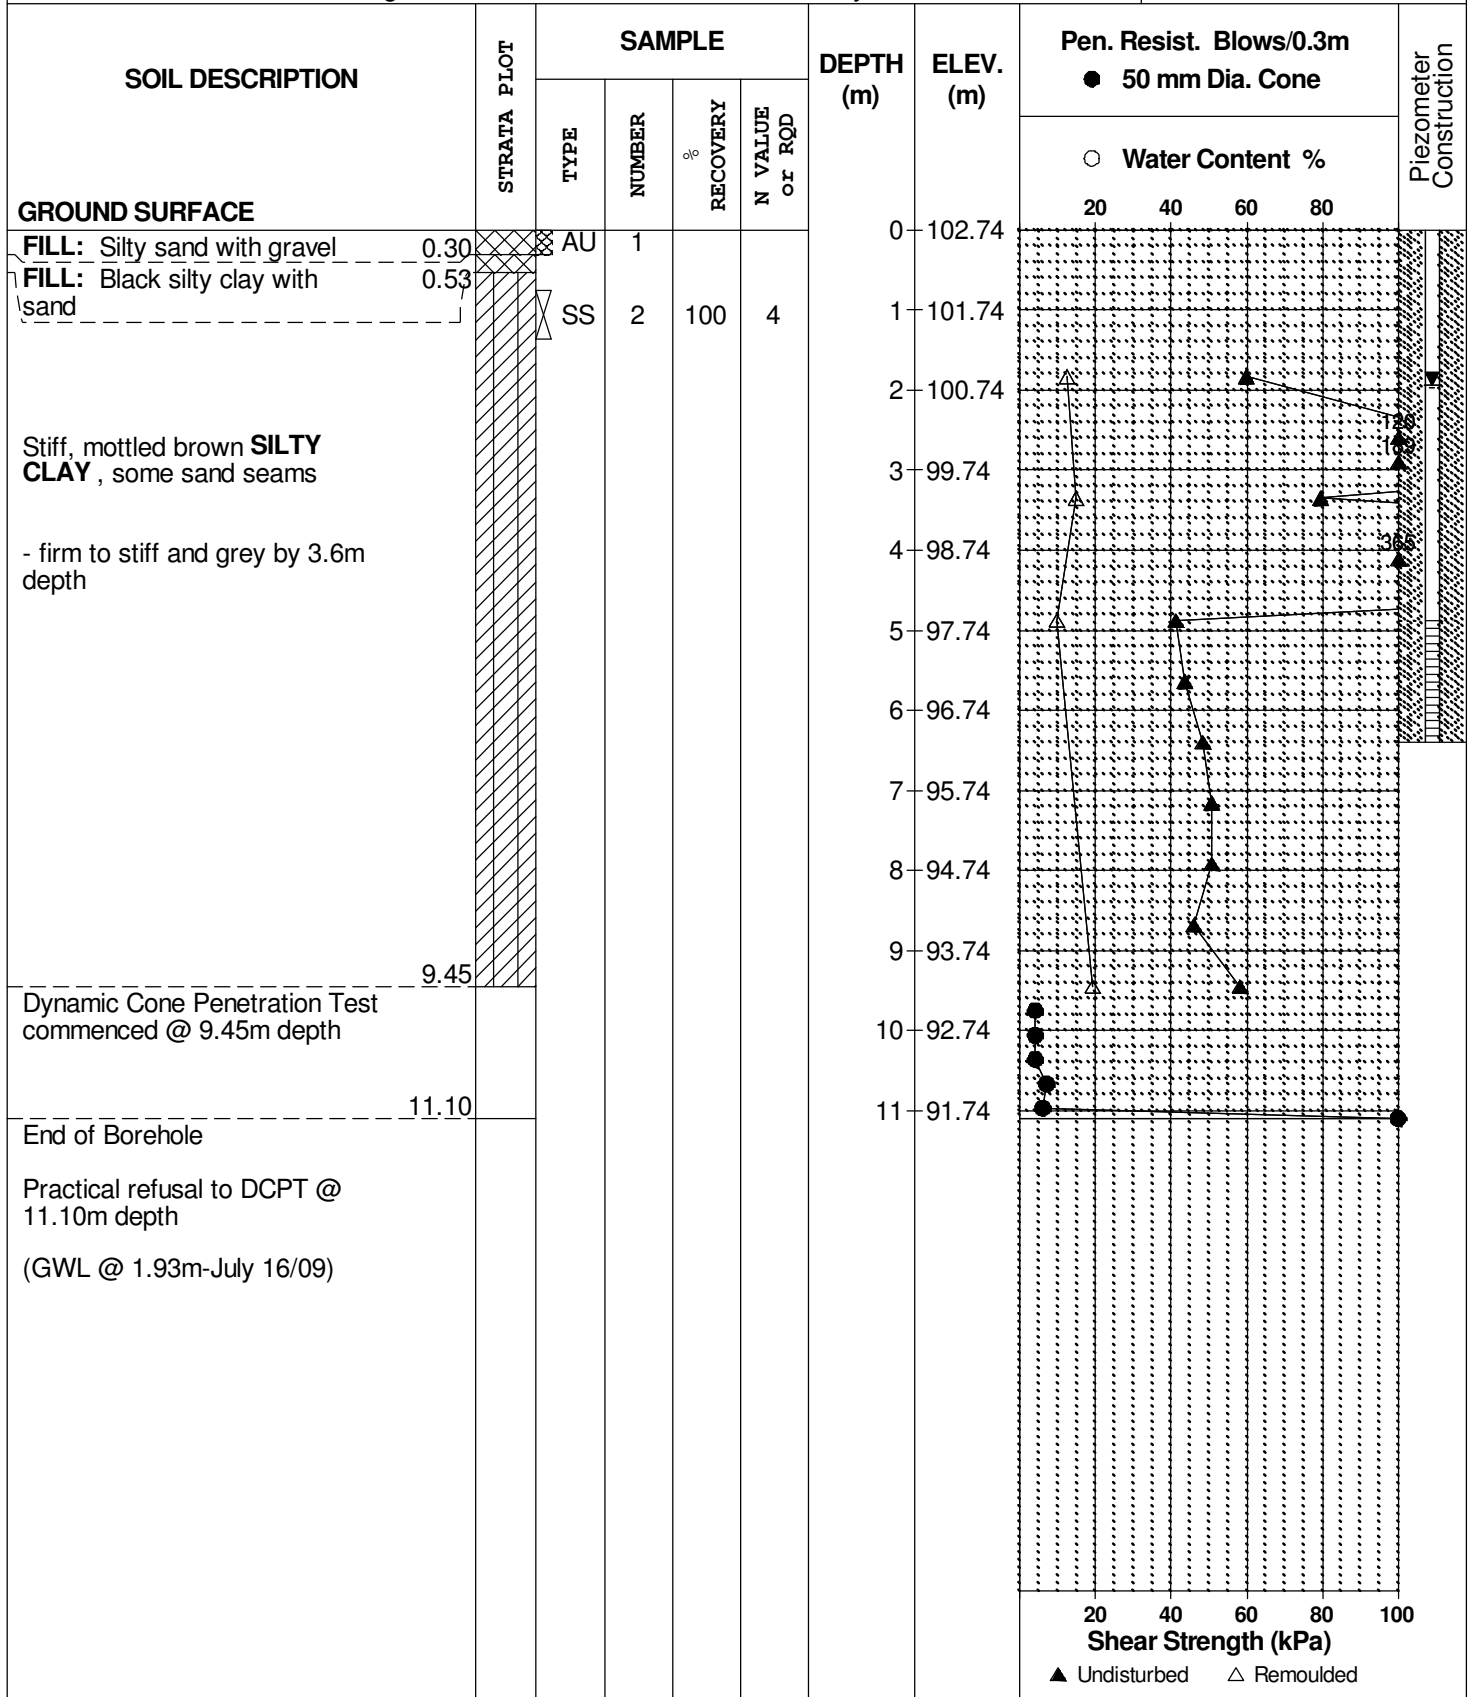 SOIL DESCRIPTION
GROUND SURFACE
STRATA PLOT
SAMPLE
TYPE
NUMBER
% RECOVERY
N VALUE or RQD
DEPTH (m)
ELEV. (m)
Pen. Resist. Blows/0.3m
● 50 mm Dia. Cone
○ Water Content %
20 40 60 80
Piezometer Construction
FILL: Silty sand with gravel 0.30
AU 1
0 102.74
FILL: Black silty clay with sand 0.53
SS 2 100 4
1 101.74
2 100.74
120
Stiff, mottled brown SILTY
CLAY , some sand seams
3 99.74
- firm to stiff and grey by 3.6m
depth
4 98.74
365
5 97.74
6 96.74
7 95.74
8 94.74
9 93.74
9.45
Dynamic Cone Penetration Test
commenced @ 9.45m depth
10 92.74
11.10
11 91.74
End of Borehole
Practical refusal to DCPT @
11.10m depth
(GWL @ 1.93m-July 16/09)
20 40 60 80 100
Shear Strength (kPa)
▲ Undisturbed △ Remoulded